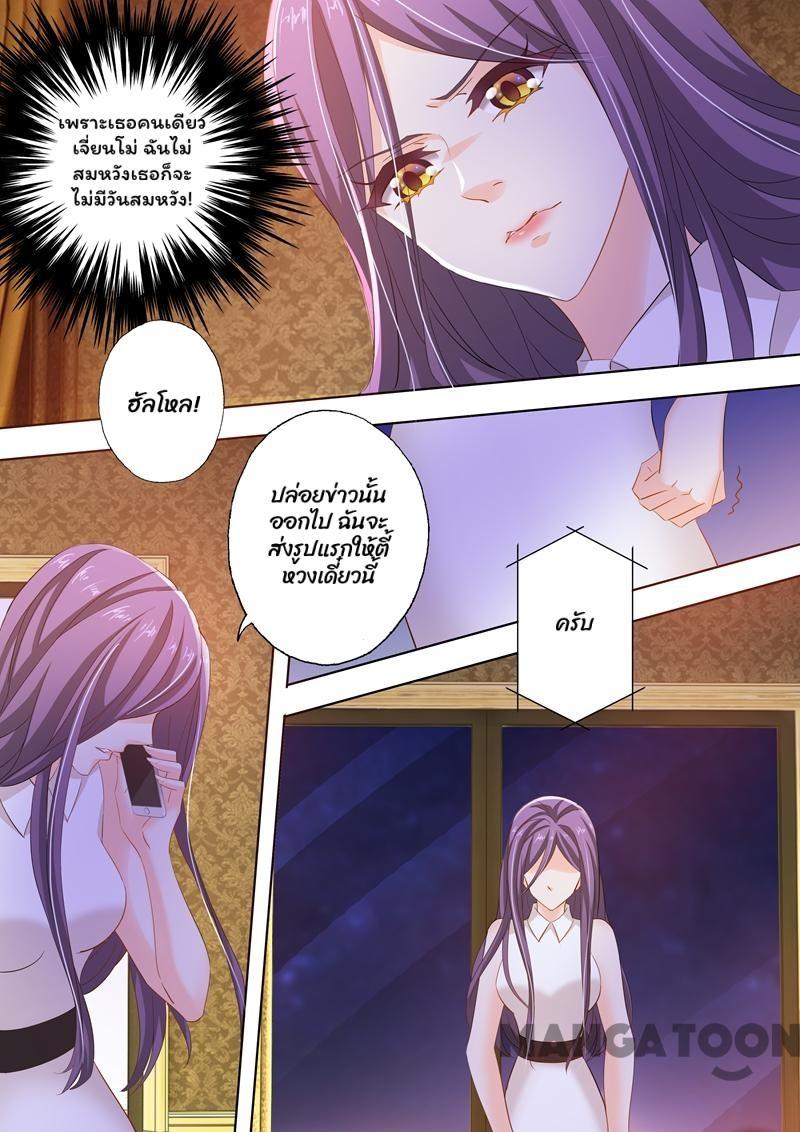 เพราะเธอคนเดียว
เจี่ยนโม่ ฉันไม่
สมหวังเธอก็จะ
ไม่มีวันสมหวัง!
ฮัลโหล!
ปล่อยข่าวนั้น
ออกไป ฉันจะ
ส่งรูปแรกให้ตี้
หวงเดี๋ยวนี้
ครับ
MANGATOON